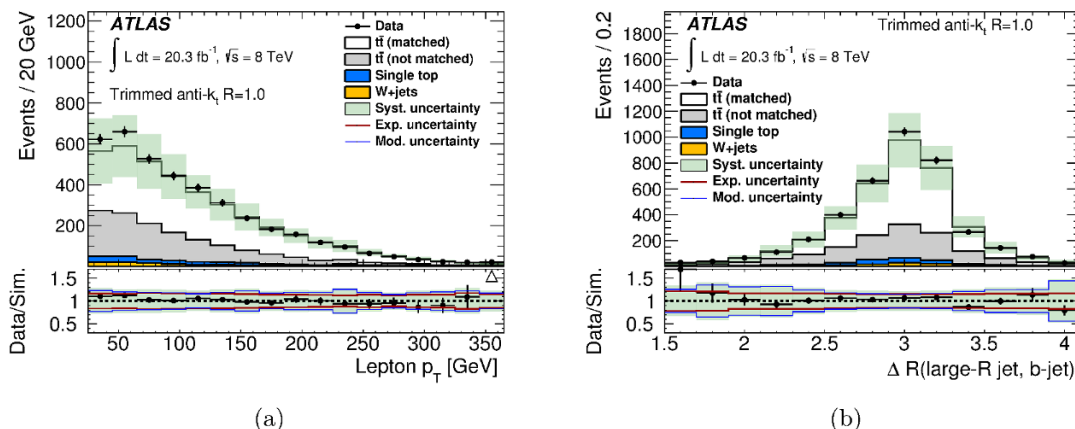 ATLAS
∫ L dt = 20.3 fb⁻¹, √s = 8 TeV
Trimmed anti-kₜ R=1.0
Data
tt̄ (matched)
tt̄ (not matched)
Single top
W+jets
Syst. uncertainty
Exp. uncertainty
Mod. uncertainty
Events / 20 GeV
1200
1000
800
600
400
200
Data/Sim.
1.5
1
0.5
50 100 150 200 250 300 350
Lepton p_T [GeV]
(a)
ATLAS
Trimmed anti-kₜ R=1.0
∫ L dt = 20.3 fb⁻¹, √s = 8 TeV
Data
tt̄ (matched)
tt̄ (not matched)
Single top
W+jets
Syst. uncertainty
Exp. uncertainty
Mod. uncertainty
Events / 0.2
1800
1600
1400
1200
1000
800
600
400
200
Data/Sim.
1.5
1
0.5
1.5 2 2.5 3 3.5 4
Δ R(large-R jet, b-jet)
(b)